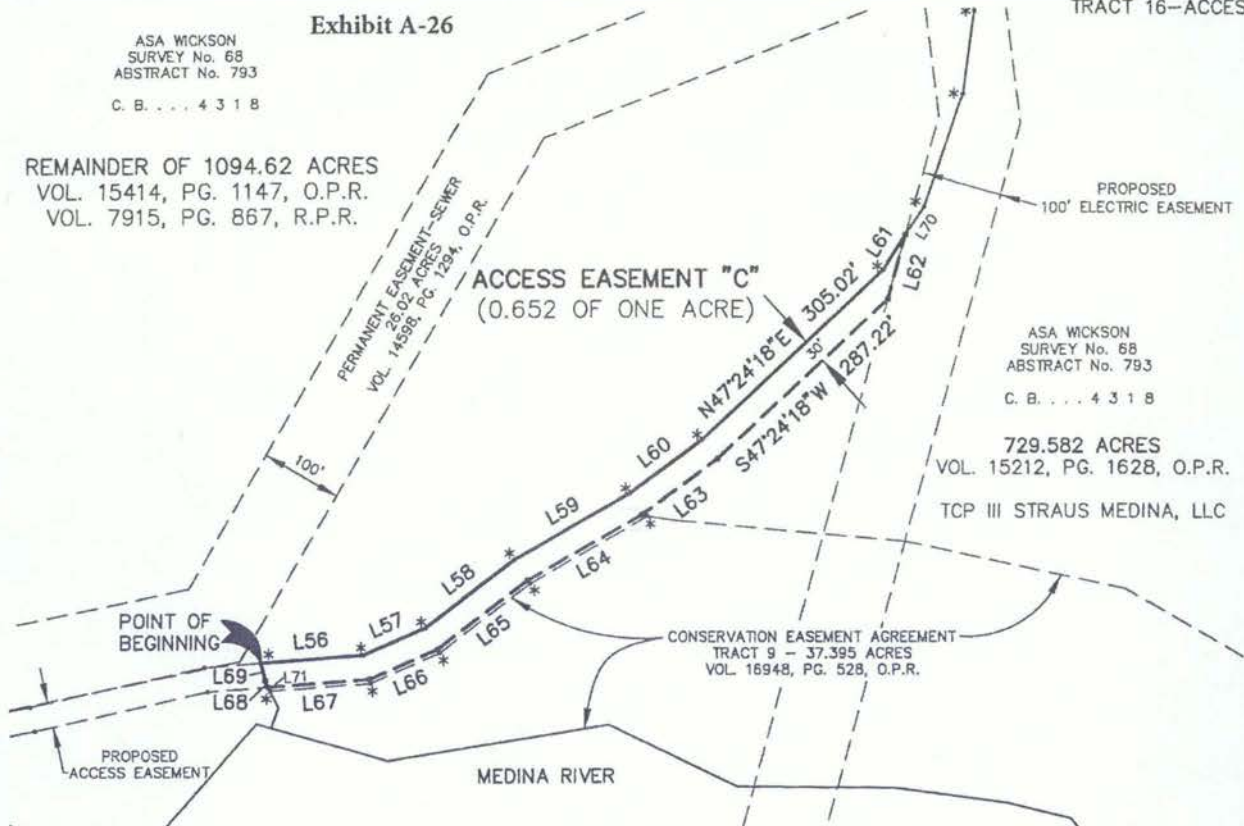 Exhibit A-26
TRACT 16-ACCES
ASA WICKSON
SURVEY No. 68
ABSTRACT No. 793
C. B. . . . 4 3 1 8
REMAINDER OF 1094.62 ACRES
VOL. 15414, PG. 1147, O.P.R.
VOL. 7915, PG. 867, R.P.R.
PERMANENT EASEMENT-SEWER
26.02 ACRES
VOL. 14598, PG. 1294, O.P.R.
100'
PROPOSED
100' ELECTRIC EASEMENT
ACCESS EASEMENT "C"
(0.652 OF ONE ACRE)
L61
L70
L62
N47°24'18"E 305.02'
30'
S47°24'18"W 287.22'
ASA WICKSON
SURVEY No. 68
ABSTRACT No. 793
C. B. . . . 4 3 1 8
729.582 ACRES
VOL. 15212, PG. 1628, O.P.R.
TCP III STRAUS MEDINA, LLC
L60
L63
L59
L64
L58
L65
L57
L66
L56
L67
POINT OF
BEGINNING
L69
L71
L68
CONSERVATION EASEMENT AGREEMENT
TRACT 9 - 37.395 ACRES
VOL. 16948, PG. 528, O.P.R.
PROPOSED
ACCESS EASEMENT
MEDINA RIVER